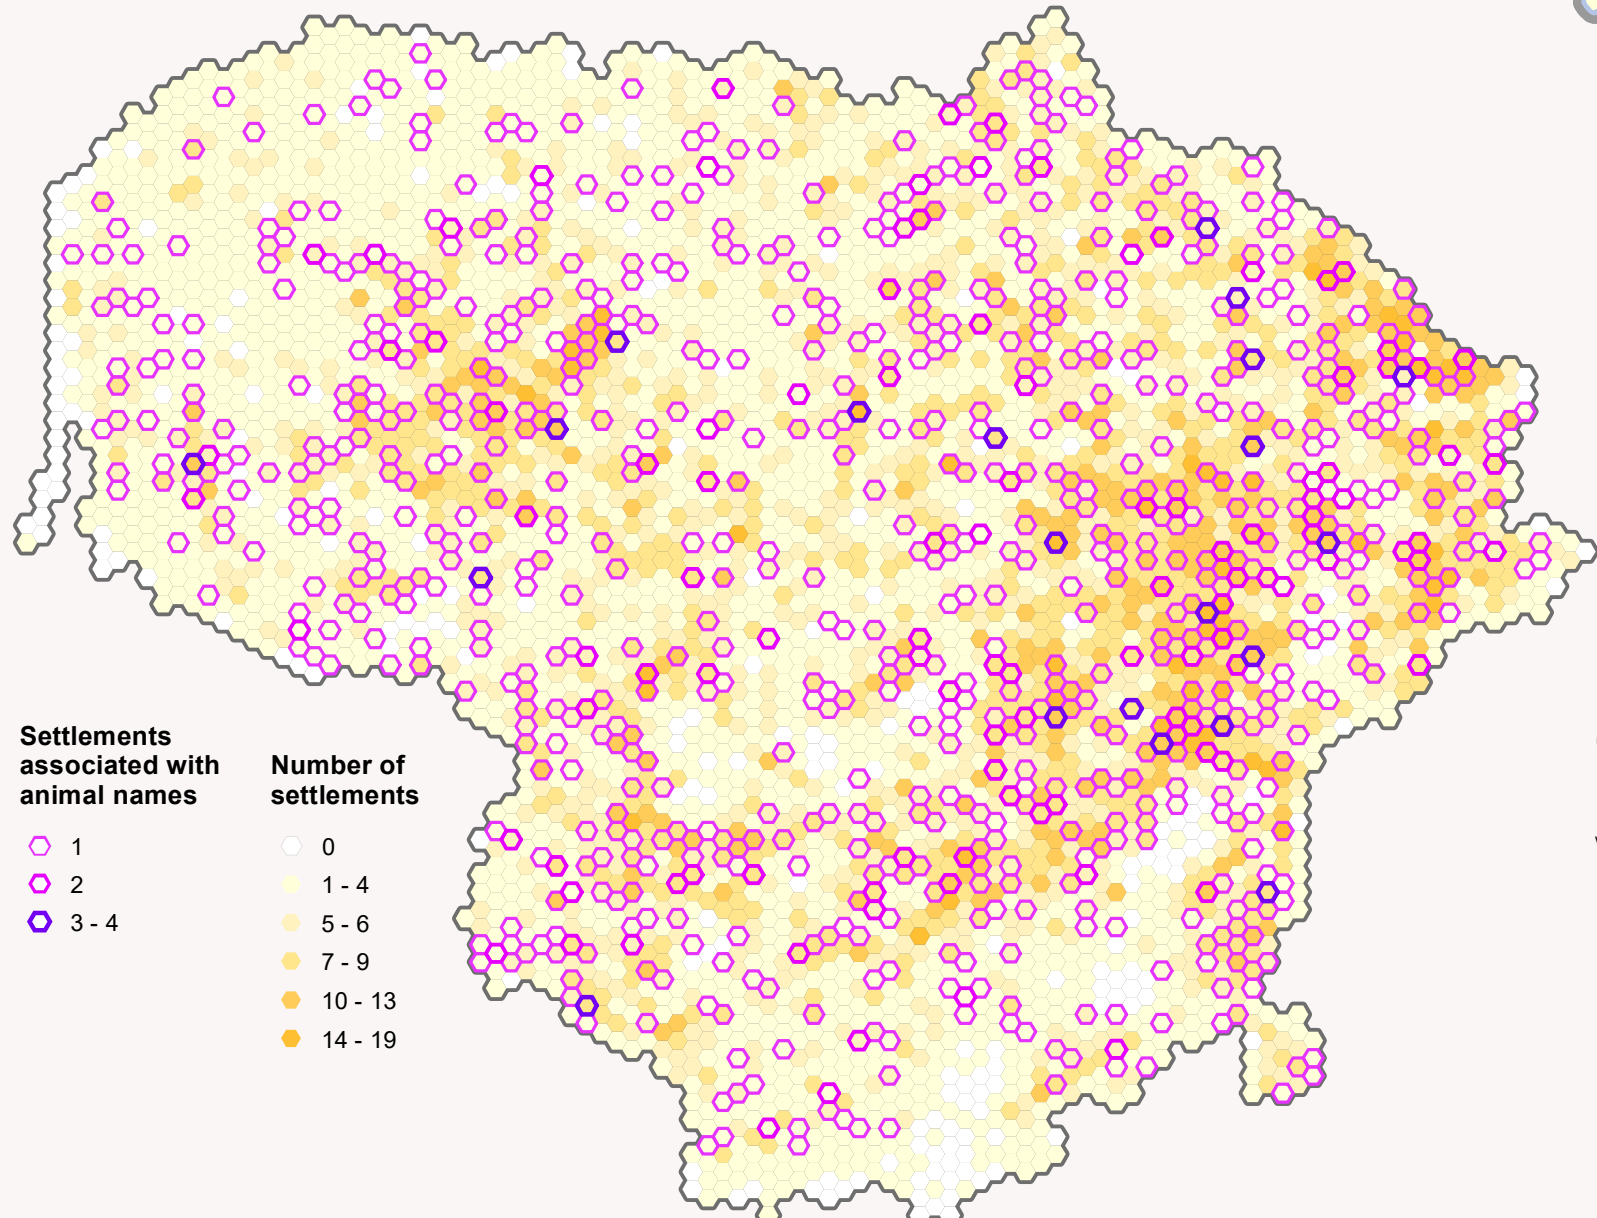 Settlements
associated with
animal names
1
2
3 - 4
Number of
settlements
0
1 - 4
5 - 6
7 - 9
10 - 13
14 - 19